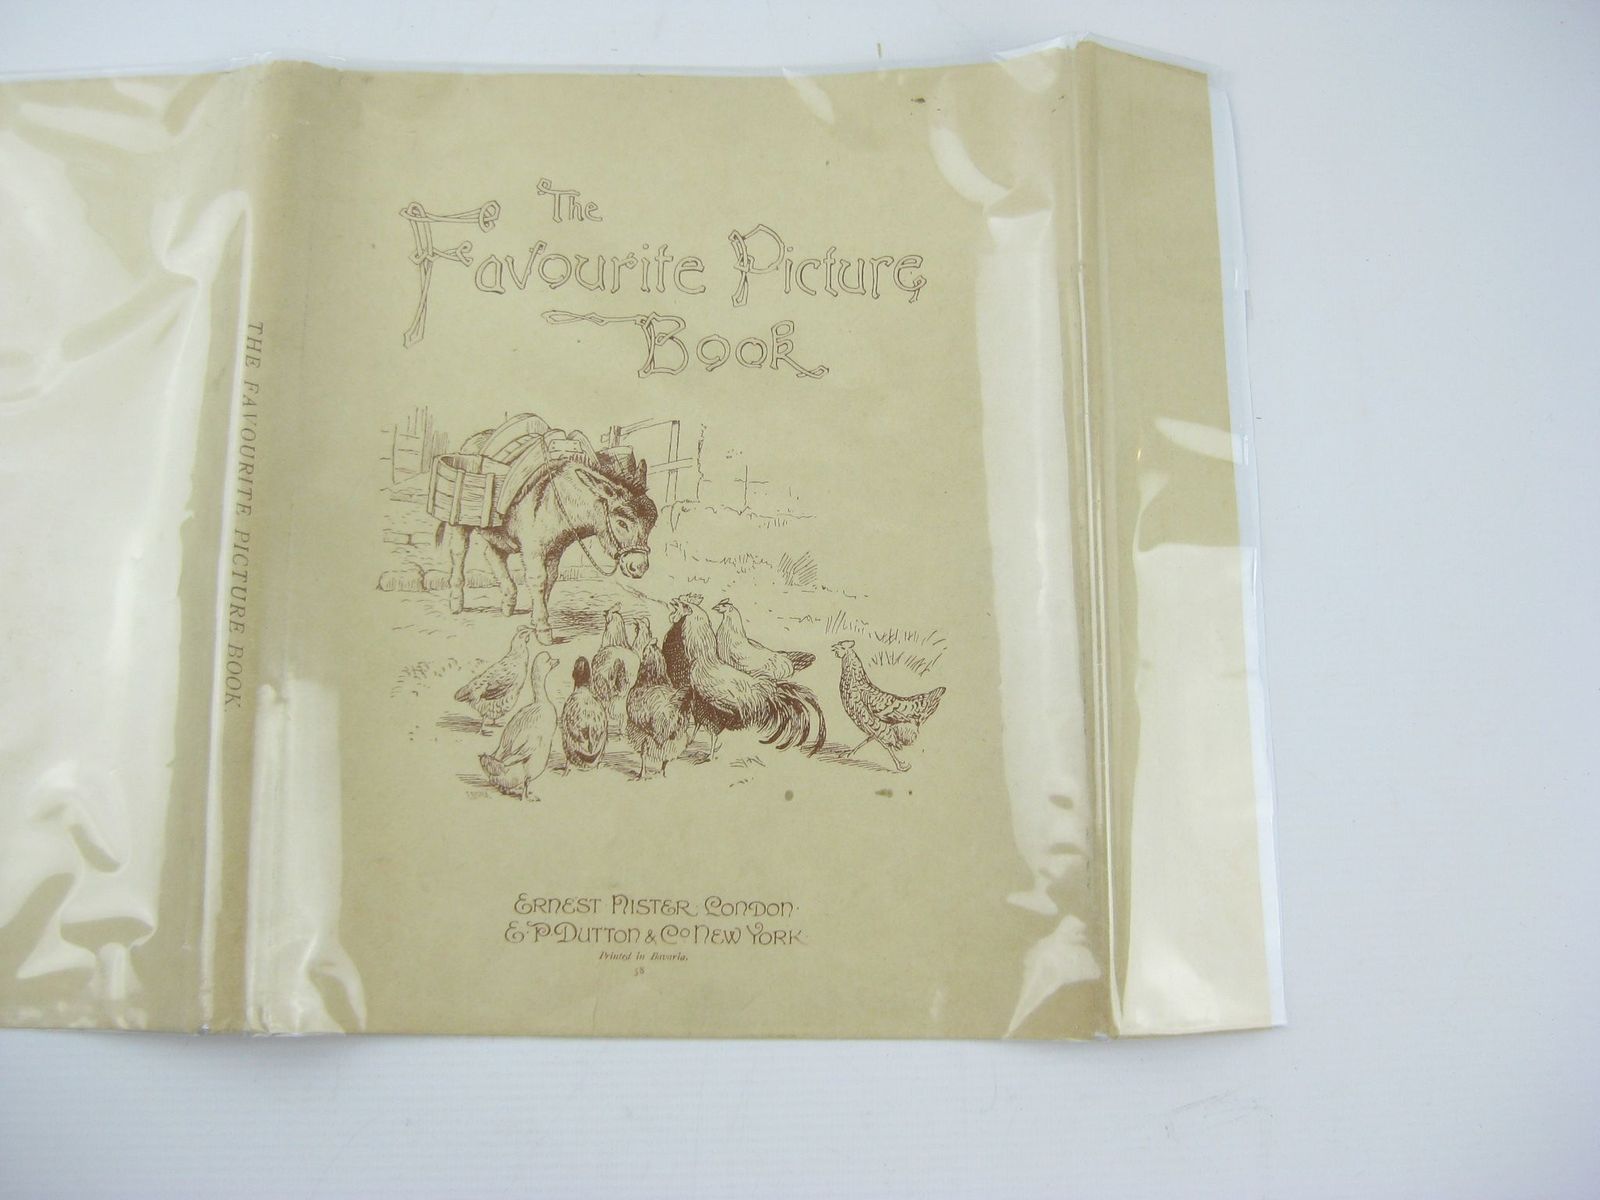 The
Favourite Picture
Book
ERNEST NISTER · LONDON ·
E · P · DUTTON & Co NEW YORK ·
Printed in Bavaria.
58
THE FAVOURITE PICTURE BOOK.